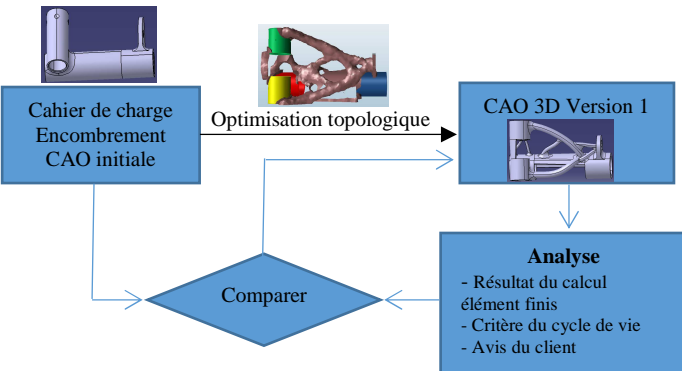 Cahier de charge
Encombrement
CAO initiale
Optimisation topologique
CAO 3D Version 1
Analyse
- Résultat du calcul
élément finis
- Critère du cycle de vie
- Avis du client
Comparer